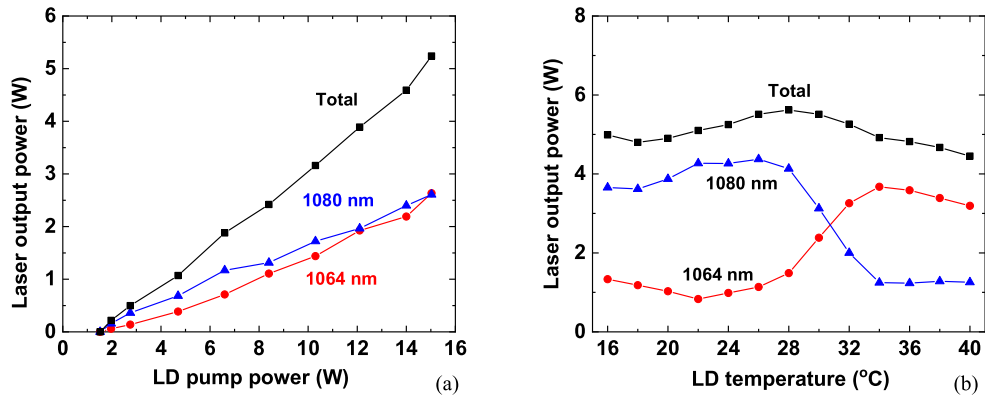 Laser output power (W)
6
5
4
3
2
1
0
Total
1080 nm
1064 nm
0 2 4 6 8 10 12 14 16
LD pump power (W)
(a)
Laser output power (W)
8
6
4
2
0
Total
1080 nm
1064 nm
16 20 24 28 32 36 40
LD temperature (°C)
(b)